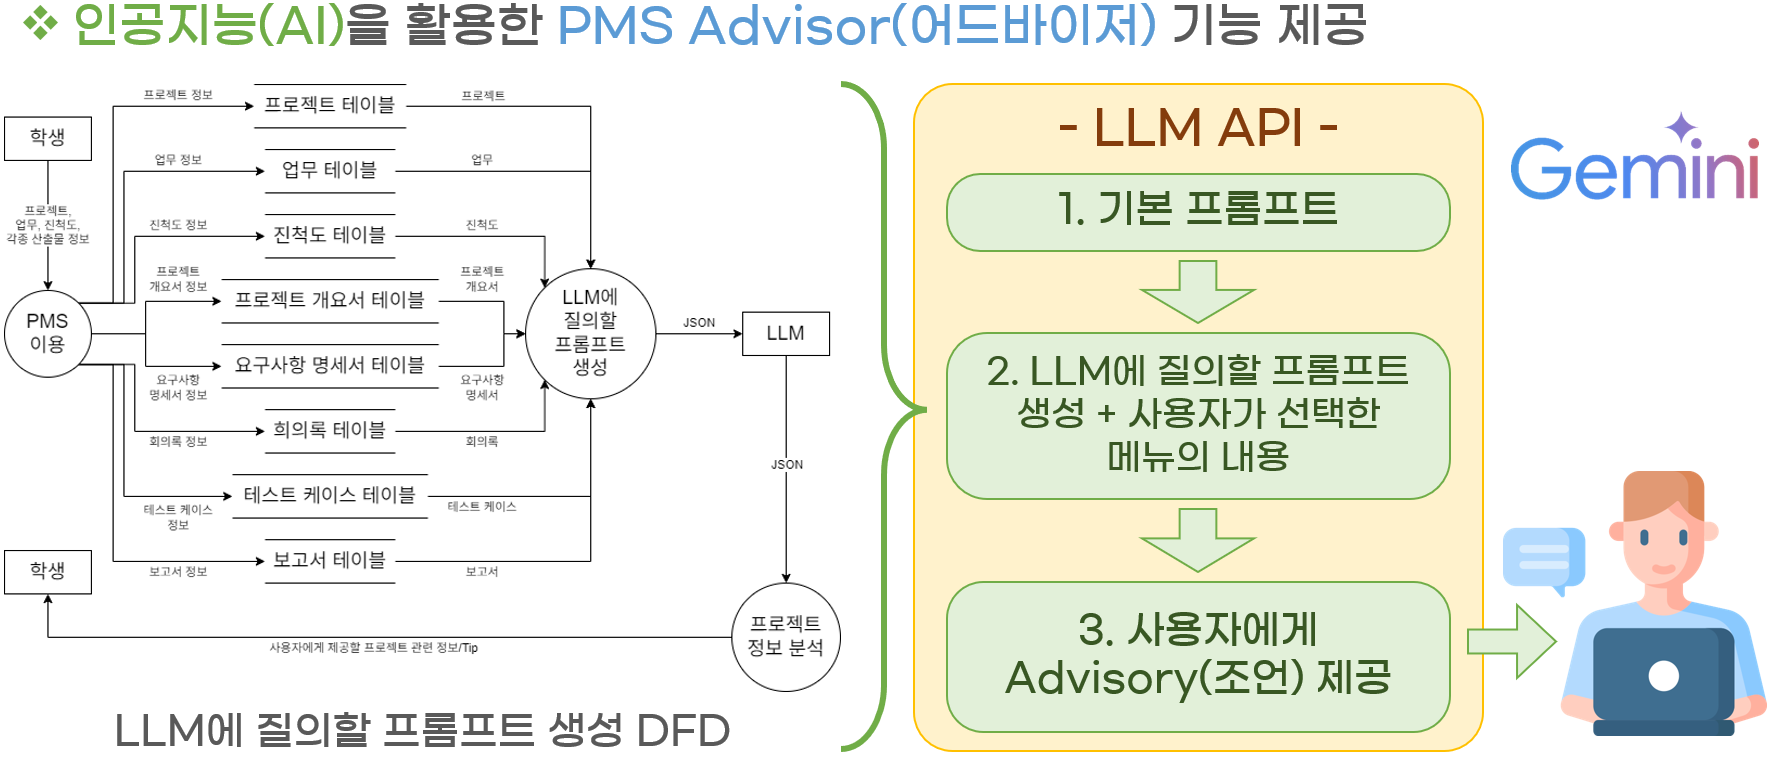 ❖ 인공지능(AI)을 활용한 PMS Advisor(어드바이저) 기능 제공
학생
프로젝트,
업무, 진척도,
각종 산출물 정보
PMS
이용
프로젝트 정보
프로젝트 테이블
프로젝트
업무 정보
업무 테이블
업무
진척도 정보
진척도 테이블
진척도
프로젝트
개요서 정보
프로젝트 개요서 테이블
프로젝트
개요서
요구사항
명세서 정보
요구사항 명세서 테이블
요구사항
명세서
회의록 정보
희의록 테이블
회의록
테스트 케이스
정보
테스트 케이스 테이블
테스트 케이스
보고서 정보
보고서 테이블
보고서
LLM에
질의할
프롬프트
생성
JSON
LLM
JSON
프로젝트
정보 분석
사용자에게 제공할 프로젝트 관련 정보/Tip
학생
LLM에 질의할 프롬프트 생성 DFD
- LLM API -
1. 기본 프롬프트
2. LLM에 질의할 프롬프트
생성 + 사용자가 선택한
메뉴의 내용
3. 사용자에게
Advisory(조언) 제공
Gemini